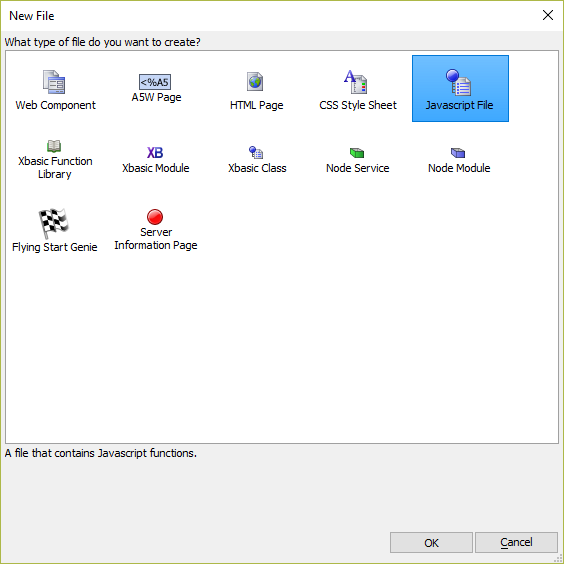 New File
What type of file do you want to create?
<%A5
Web Component
A5W Page
HTML Page
A
CSS Style Sheet
Javascript File
XB
Xbasic Function
Library
Xbasic Module
Xbasic Class
Node Service
Node Module
Flying Start Genie
Server
Information Page
A file that contains Javascript functions.
OK
Cancel